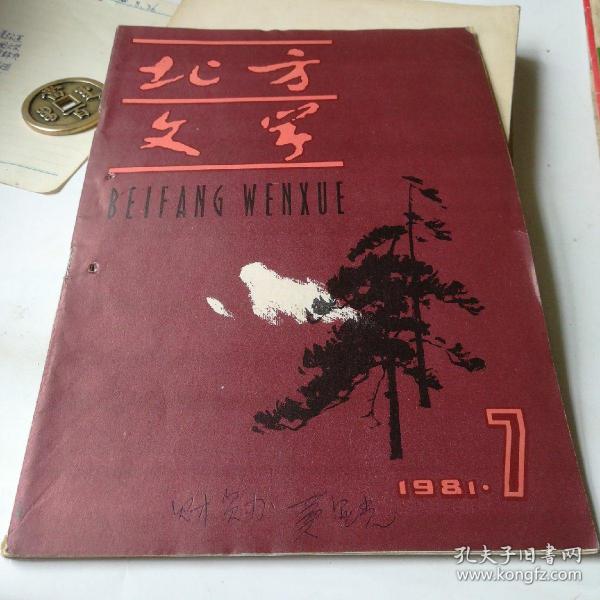 北方
文学
BEIFANG WENXUE
1981·7
孔夫子旧书网
www.kongfz.com